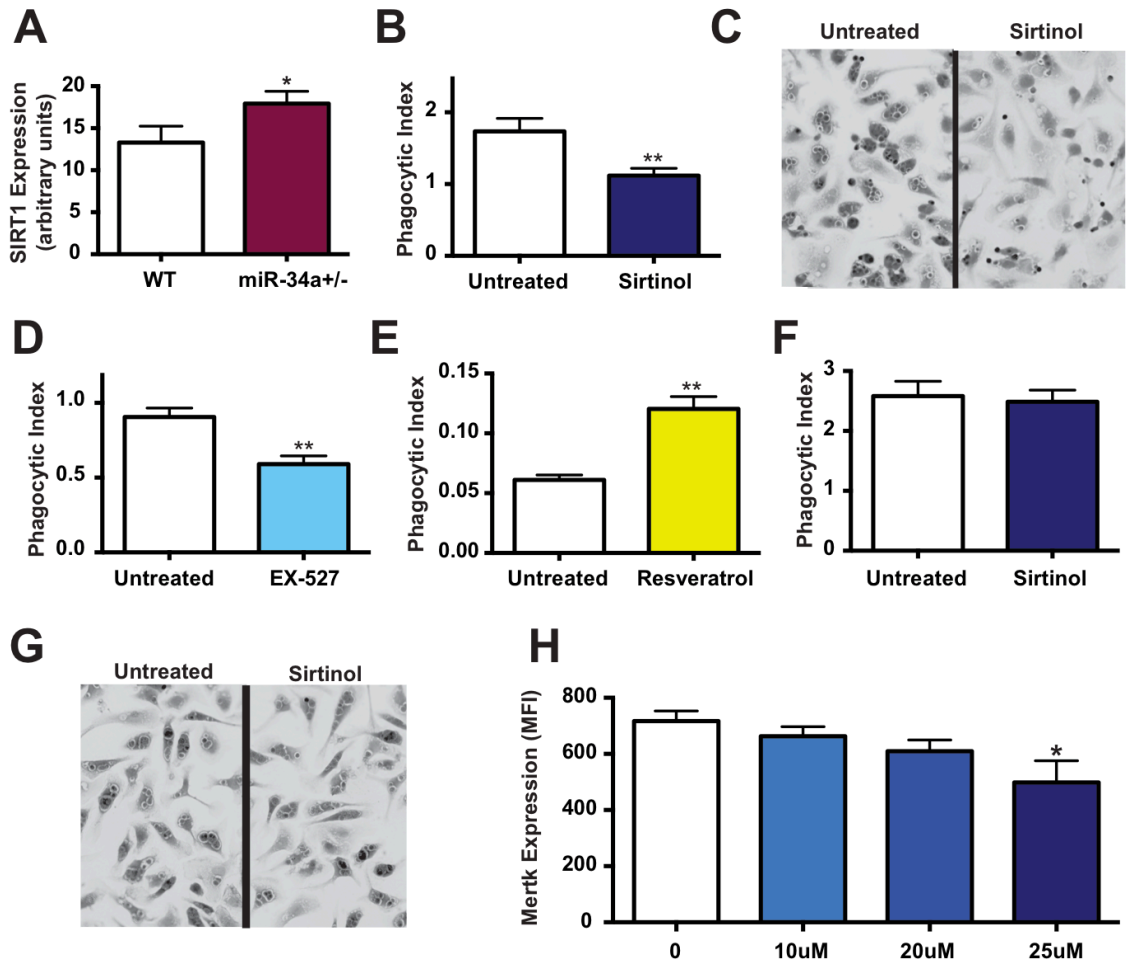 A
SIRT1 Expression
(arbitrary units)
20
15
10
5
0
*
WT
miR-34a+/-
B
Phagocytic Index
2
1
0
**
Untreated
Sirtinol
C
Untreated
Sirtinol
D
Phagocytic Index
1.0
0.5
0.0
**
Untreated
EX-527
E
Phagocytic Index
0.15
0.10
0.05
0.00
**
Untreated
Resveratrol
F
Phagocytic Index
3
2
1
0
Untreated
Sirtinol
G
Untreated
Sirtinol
H
Mertk Expression (MFI)
800
600
400
200
0
*
0
10uM
20uM
25uM